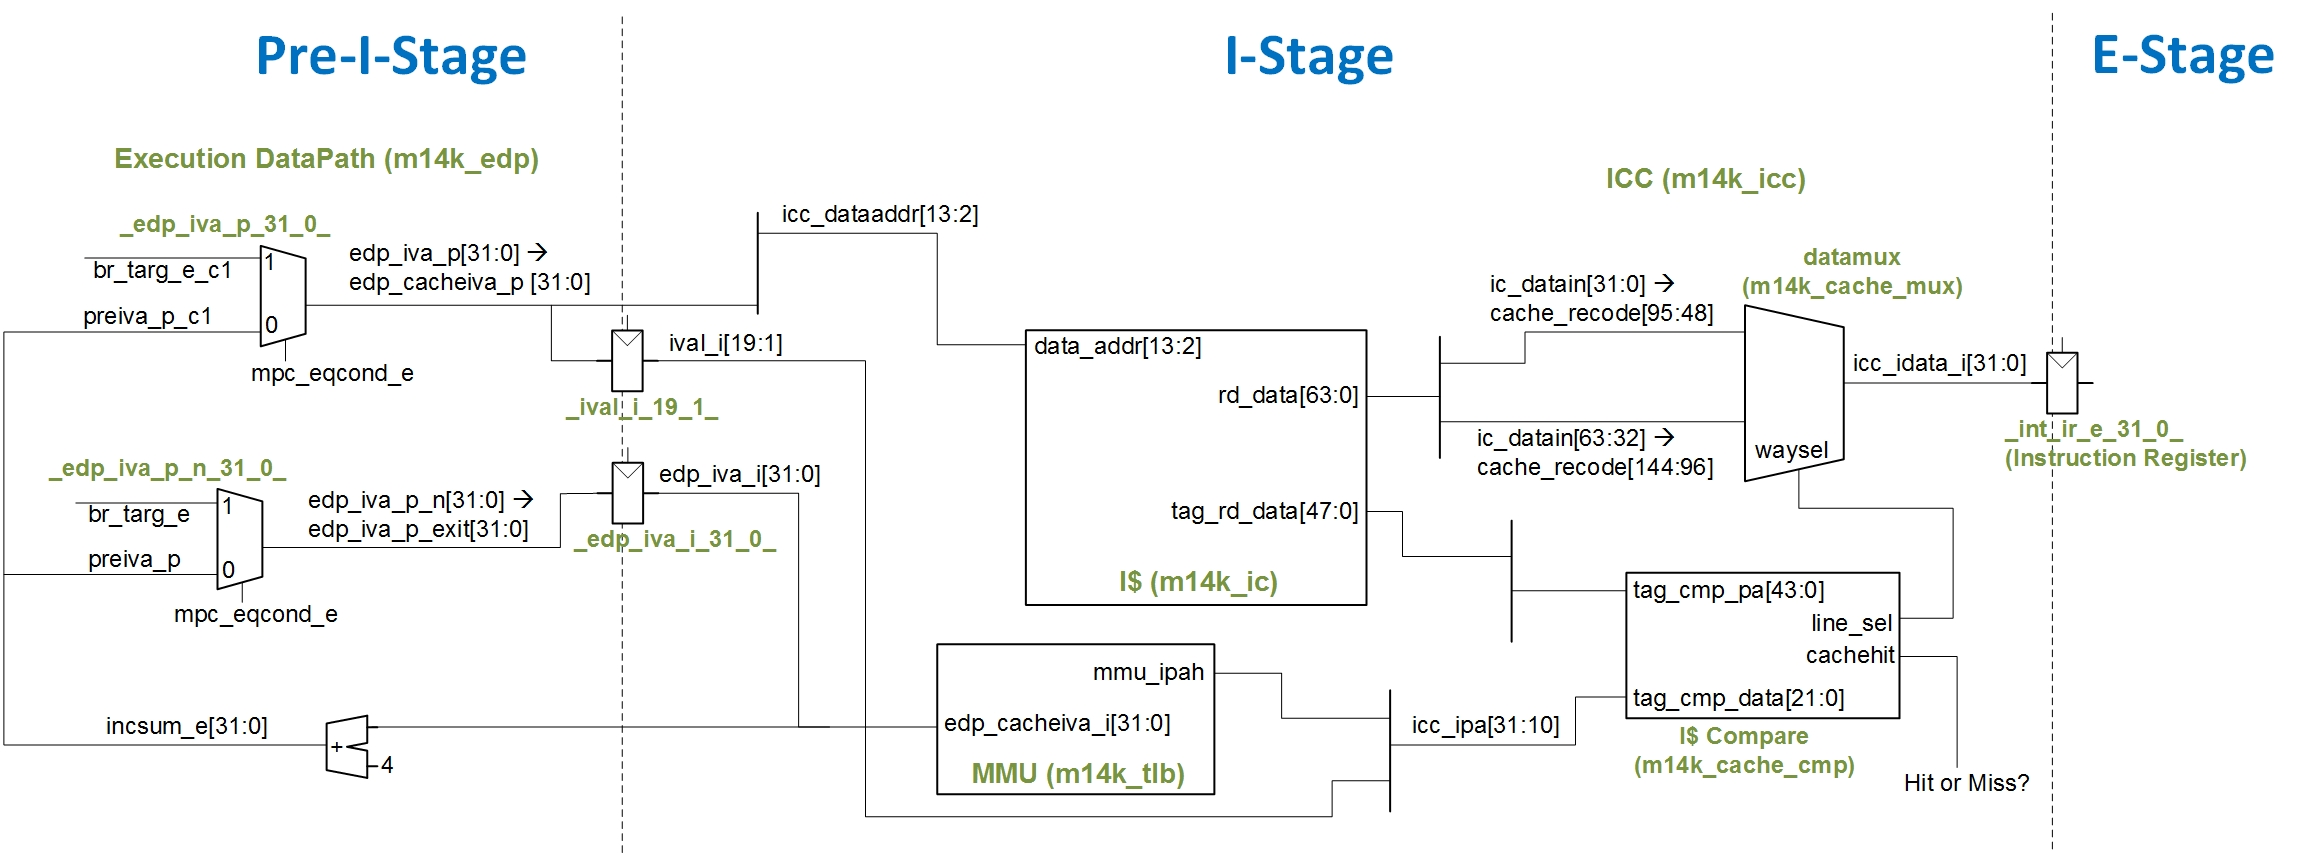 Pre-I-Stage
I-Stage
E-Stage
Execution DataPath (m14k_edp)
_edp_iva_p_31_0_
br_targ_e_c1
1
preiva_p_c1
0
mpc_eqcond_e
edp_iva_p[31:0] →
edp_cacheiva_p [31:0]
ival_i[19:1]
_ival_i_19_1_
_edp_iva_p_n_31_0_
br_targ_e
1
preiva_p
0
mpc_eqcond_e
edp_iva_p_n[31:0] →
edp_iva_p_exit[31:0]
edp_iva_i[31:0]
_edp_iva_i_31_0_
incsum_e[31:0]
+
4
icc_dataaddr[13:2]
data_addr[13:2]
rd_data[63:0]
tag_rd_data[47:0]
I$ (m14k_ic)
mmu_ipah
edp_cacheiva_i[31:0]
MMU (m14k_tlb)
ICC (m14k_icc)
ic_datain[31:0] →
cache_recode[95:48]
ic_datain[63:32] →
cache_recode[144:96]
datamux
(m14k_cache_mux)
waysel
icc_idata_i[31:0]
_int_ir_e_31_0_
(Instruction Register)
tag_cmp_pa[43:0]
line_sel
cachehit
tag_cmp_data[21:0]
icc_ipa[31:10]
I$ Compare
(m14k_cache_cmp)
Hit or Miss?